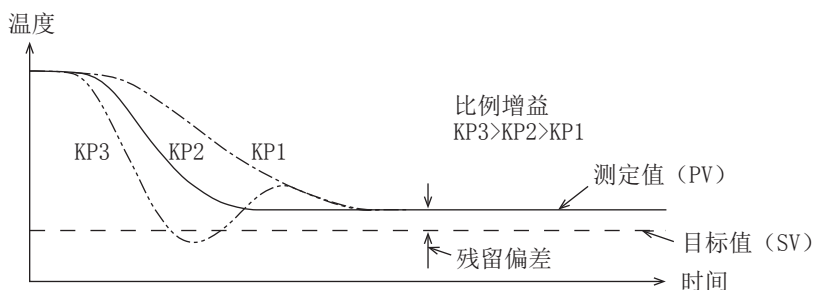 温度
比例增益
KP3>KP2>KP1
KP3
KP2
KP1
测定值（PV）
目标值（SV）
残留偏差
时间